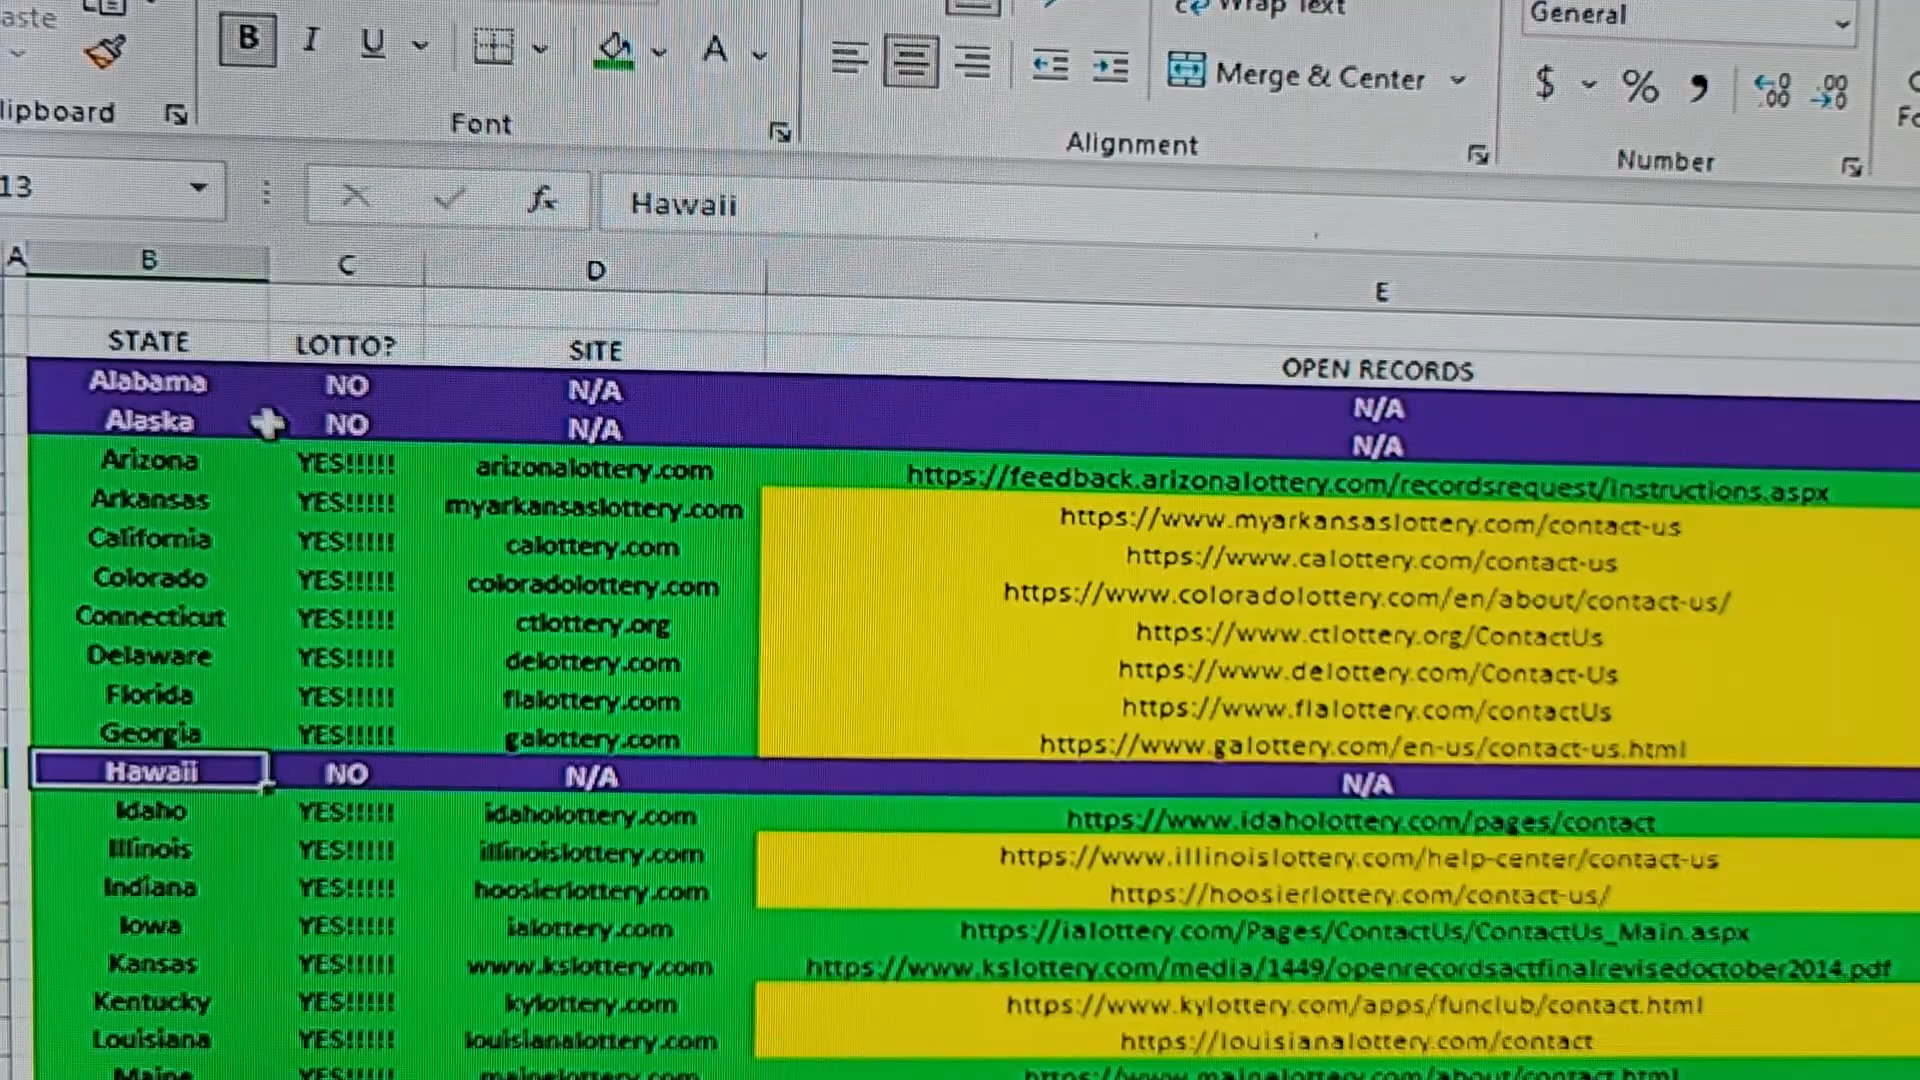 aste
Wrap Text
General
B I U
A
Merge & Center
$ % ,
lipboard
Font
Alignment
Number
13
fx
Hawaii
A B C D E
STATE LOTTO? SITE OPEN RECORDS
Alabama NO N/A N/A
Alaska NO N/A N/A
Arizona YES!!!!! arizonalottery.com https://feedback.arizonalottery.com/recordsrequest/instructions.aspx
Arkansas YES!!!!! myarkansaslottery.com https://www.myarkansaslottery.com/contact-us
California YES!!!!! calottery.com https://www.calottery.com/contact-us
Colorado YES!!!!! coloradolottery.com https://www.coloradolottery.com/en/about/contact-us/
Connecticut YES!!!!! ctlottery.org https://www.ctlottery.org/ContactUs
Delaware YES!!!!! delottery.com https://www.delottery.com/Contact-Us
Florida YES!!!!! flalottery.com https://www.flalottery.com/contactUs
Georgia YES!!!!! galottery.com https://www.galottery.com/en-us/contact-us.html
Hawaii NO N/A N/A
Idaho YES!!!!! idaholottery.com https://www.idaholottery.com/pages/contact
Illinois YES!!!!! illinoislottery.com https://www.illinoislottery.com/help-center/contact-us
Indiana YES!!!!! hoosierlottery.com https://hoosierlottery.com/contact-us/
Iowa YES!!!!! ialottery.com https://ialottery.com/Pages/ContactUs/ContactUs_Main.aspx
Kansas YES!!!!! www.kslottery.com https://www.kslottery.com/media/1449/openrecordsactfinalrevisedoctober2014.pdf
Kentucky YES!!!!! kylottery.com https://www.kylottery.com/apps/funclub/contact.html
Louisiana YES!!!!! louisianalottery.com https://louisianalottery.com/contact
Maine YES!!!!! mainelottery.com https://www.mainelottery.com/about/contact.html